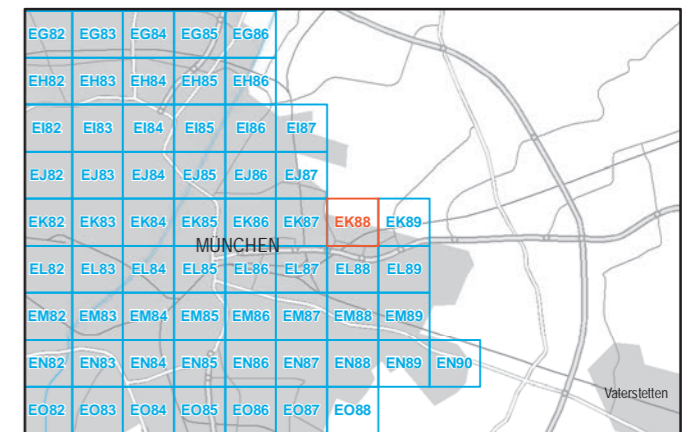 EG82 EG83 EG84 EG85 EG86
EH82 EH83 EH84 EH85 EH86
EI82 EI83 EI84 EI85 EI86 EI87
EJ82 EJ83 EJ84 EJ85 EJ86 EJ87
EK82 EK83 EK84 EK85 EK86 EK87 EK88 EK89
MÜNCHEN
EL82 EL83 EL84 EL85 EL86 EL87 EL88 EL89
EM82 EM83 EM84 EM85 EM86 EM87 EM88 EM89
EN82 EN83 EN84 EN85 EN86 EN87 EN88 EN89 EN90
Vaterstetten
EO82 EO83 EO84 EO85 EO86 EO87 EO88